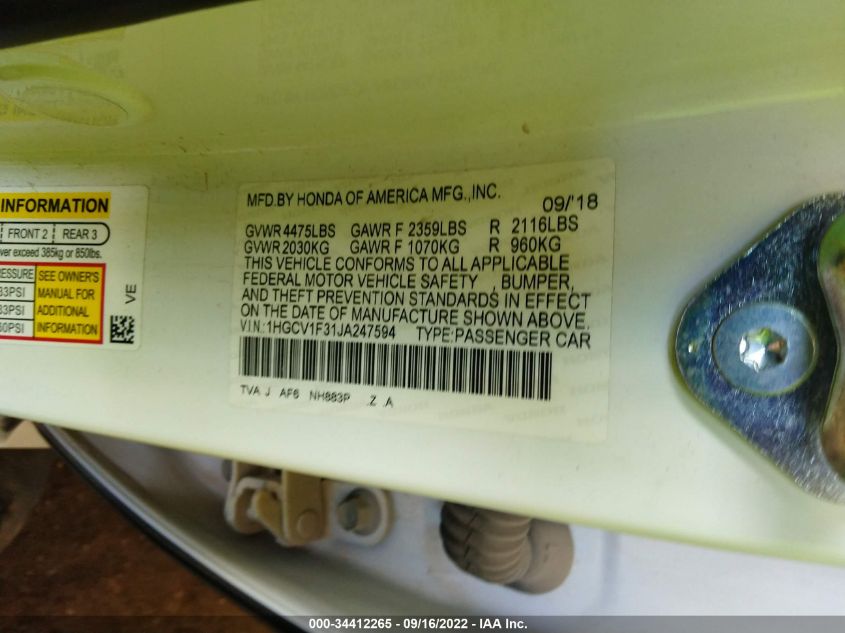 MFD.BY HONDA OF AMERICA MFG.,INC. 09/'18
GVWR 4475LBS GAWR F 2359LBS R 2116LBS
GVWR 2030KG GAWR F 1070KG R 960KG
THIS VEHICLE CONFORMS TO ALL APPLICABLE
FEDERAL MOTOR VEHICLE SAFETY , BUMPER,
AND THEFT PREVENTION STANDARDS IN EFFECT
ON THE DATE OF MANUFACTURE SHOWN ABOVE.
V.I.N.:1HGCV1F31JA247594 TYPE:PASSENGER CAR
TVA J AF6 NH883P .Z .A
INFORMATION
FRONT 2 REAR 3
ver exceed 385kg or 850lbs.
RESSURE SEE OWNER'S
33PSI MANUAL FOR
33PSI ADDITIONAL
60PSI INFORMATION
VE
000-34412265 - 09/16/2022 - IAA Inc.